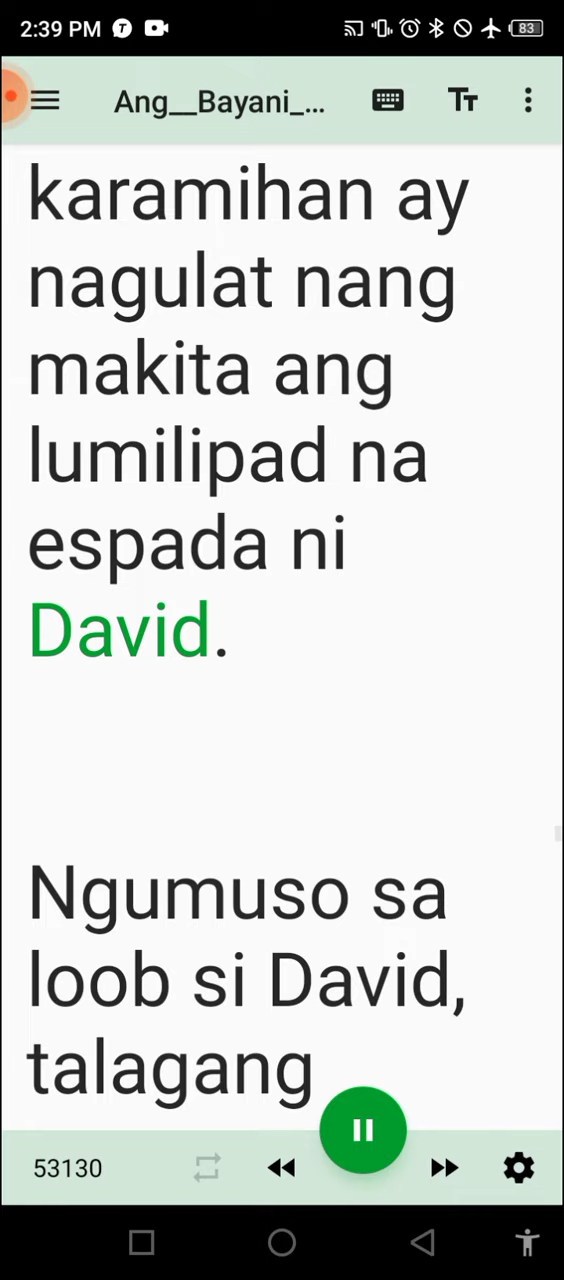 2:39 PM
83
Ang__Bayani_...
karamihan ay
nagulat nang
makita ang
lumilipad na
espada ni
David.
Ngumuso sa
loob si David,
talagang
53130